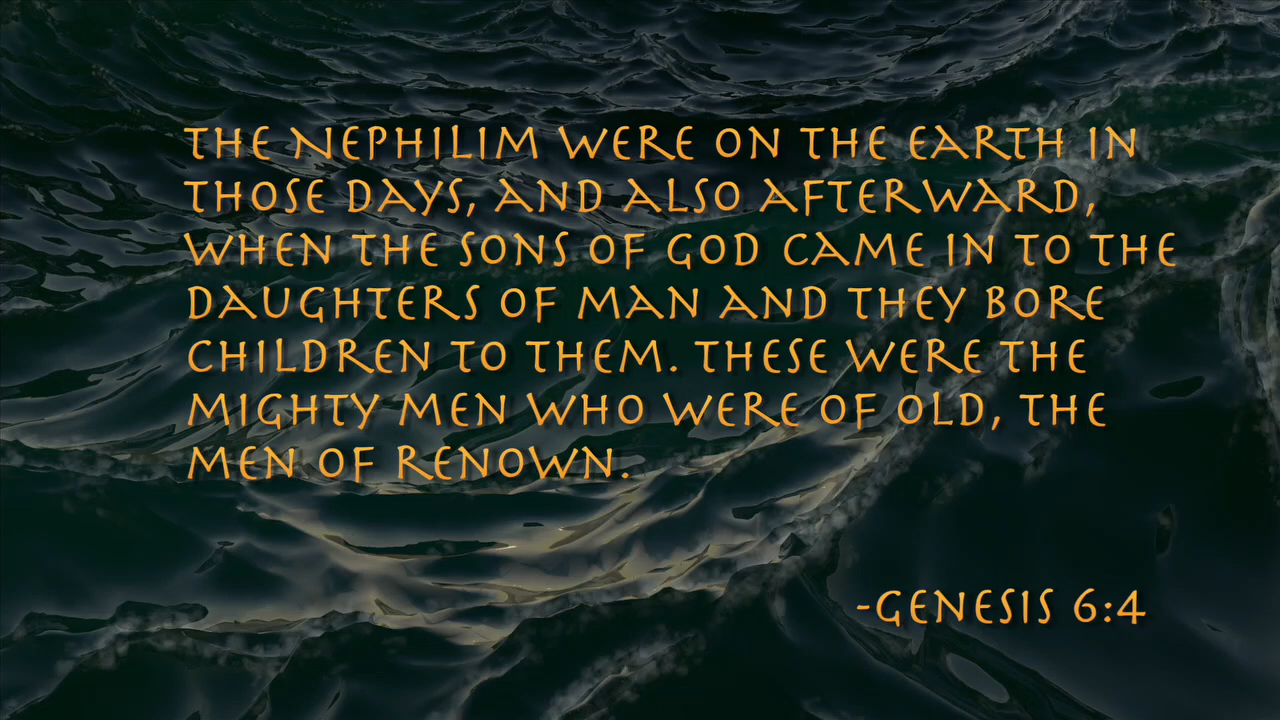 THE NEPHILIM WERE ON THE EARTH IN
THOSE DAYS, AND ALSO AFTERWARD,
WHEN THE SONS OF GOD CAME IN TO THE
DAUGHTERS OF MAN AND THEY BORE
CHILDREN TO THEM. THESE WERE THE
MIGHTY MEN WHO WERE OF OLD, THE
MEN OF RENOWN.
-GENESIS 6:4